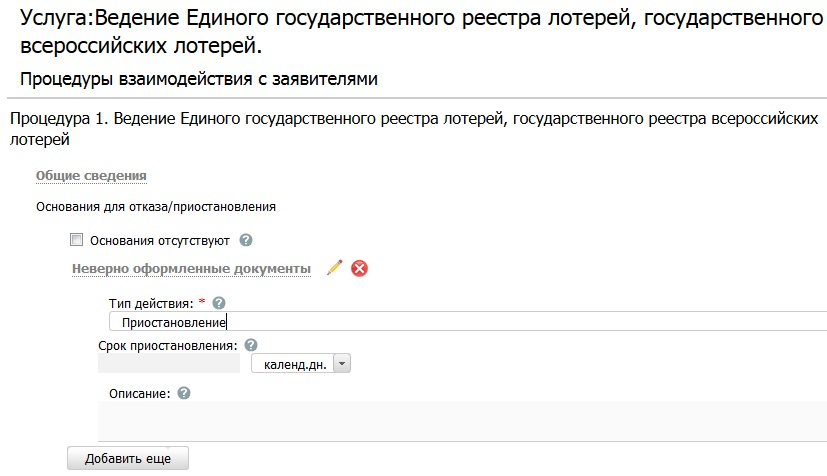 Услуга:Ведение Единого государственного реестра лотерей, государственного
всероссийских лотерей.
Процедуры взаимодействия с заявителями
Процедура 1. Ведение Единого государственного реестра лотерей, государственного реестра всероссийских
лотерей
Общие сведения
Основания для отказа/приостановления
Основания отсутствуют ?
Неверно оформленные документы
Тип действия: * ?
Приостановление
Срок приостановления: ?
календ.дн.
Описание: ?
Добавить еще